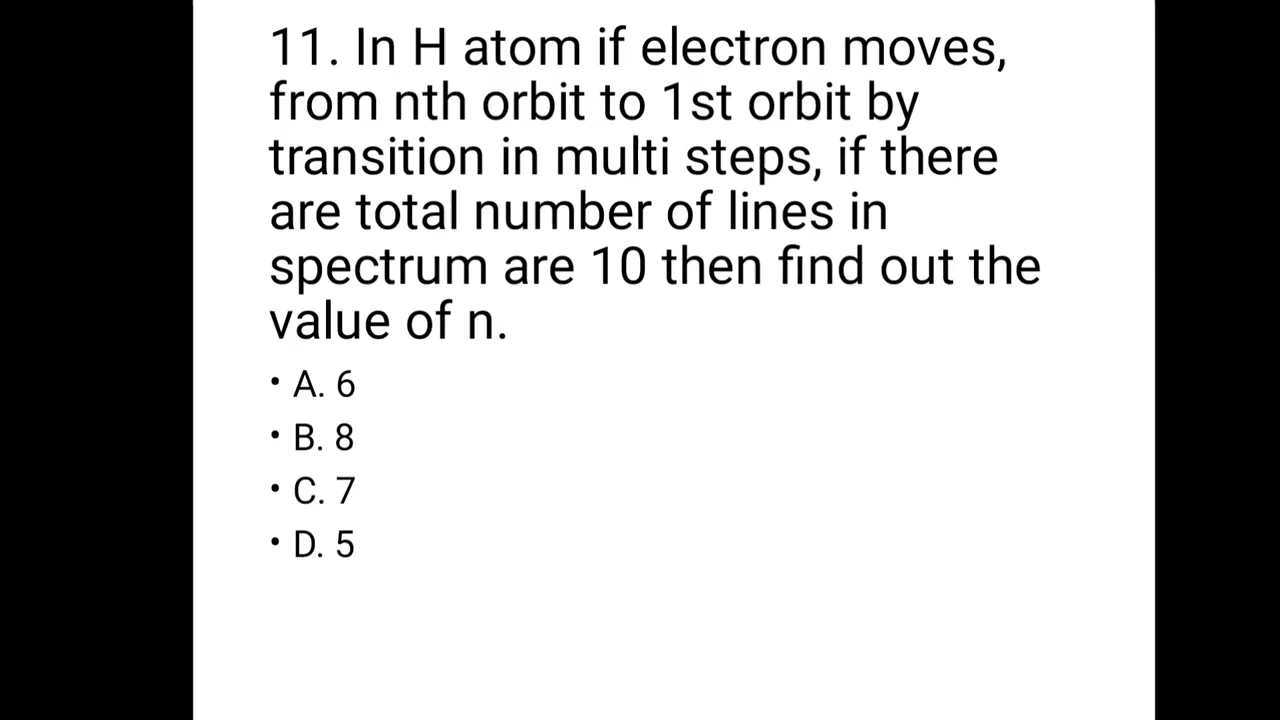 11. In H atom if electron moves,
from nth orbit to 1st orbit by
transition in multi steps, if there
are total number of lines in
spectrum are 10 then find out the
value of n.
• A. 6
• B. 8
• C. 7
• D. 5